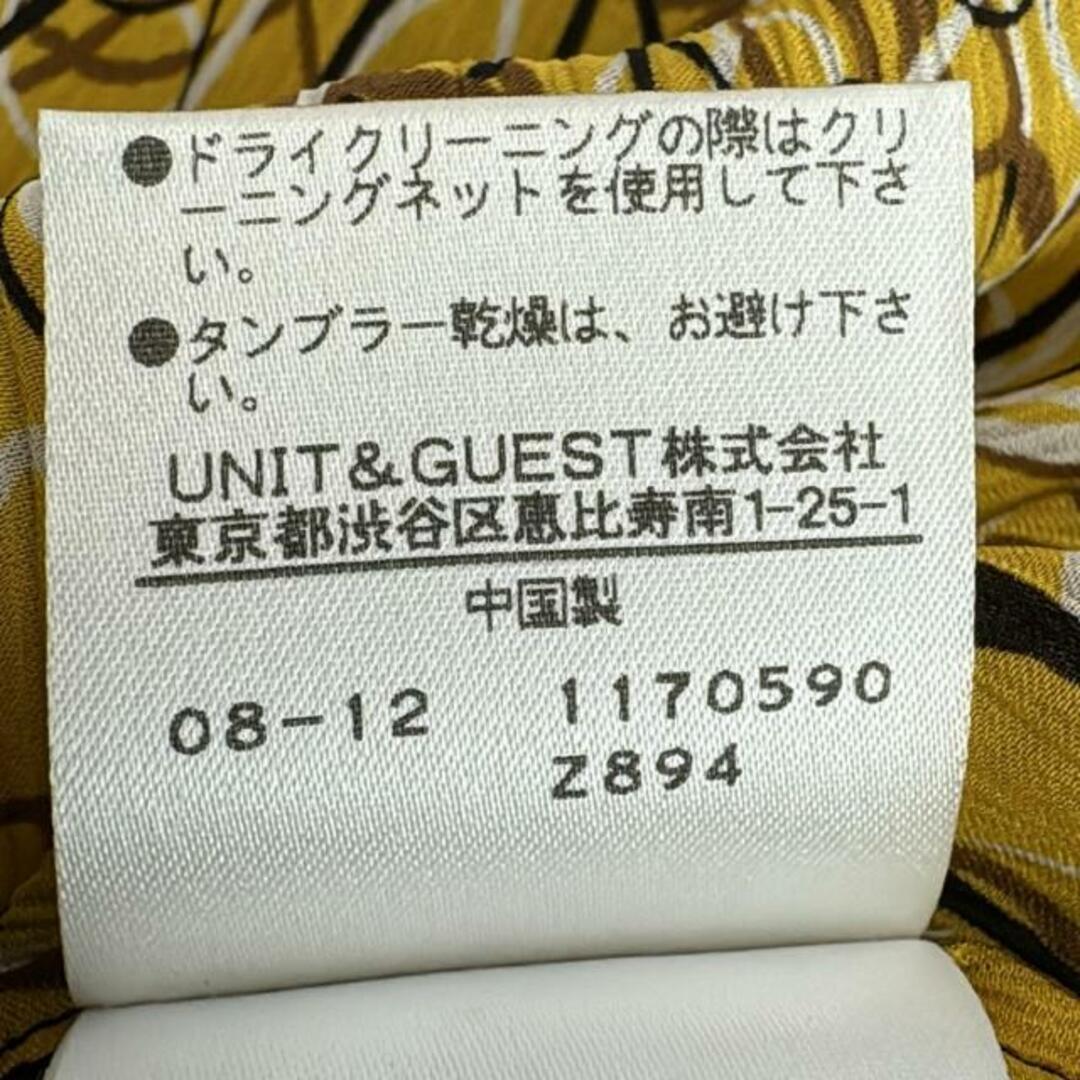 ●ドライクリーニングの際はクリ
ーニングネットを使用して下さ
い。
●タンブラー乾燥は、お避け下さ
い。
UNIT&GUEST株式会社
東京都渋谷区恵比寿南1-25-1
中国製
08-12 1170590
Z894